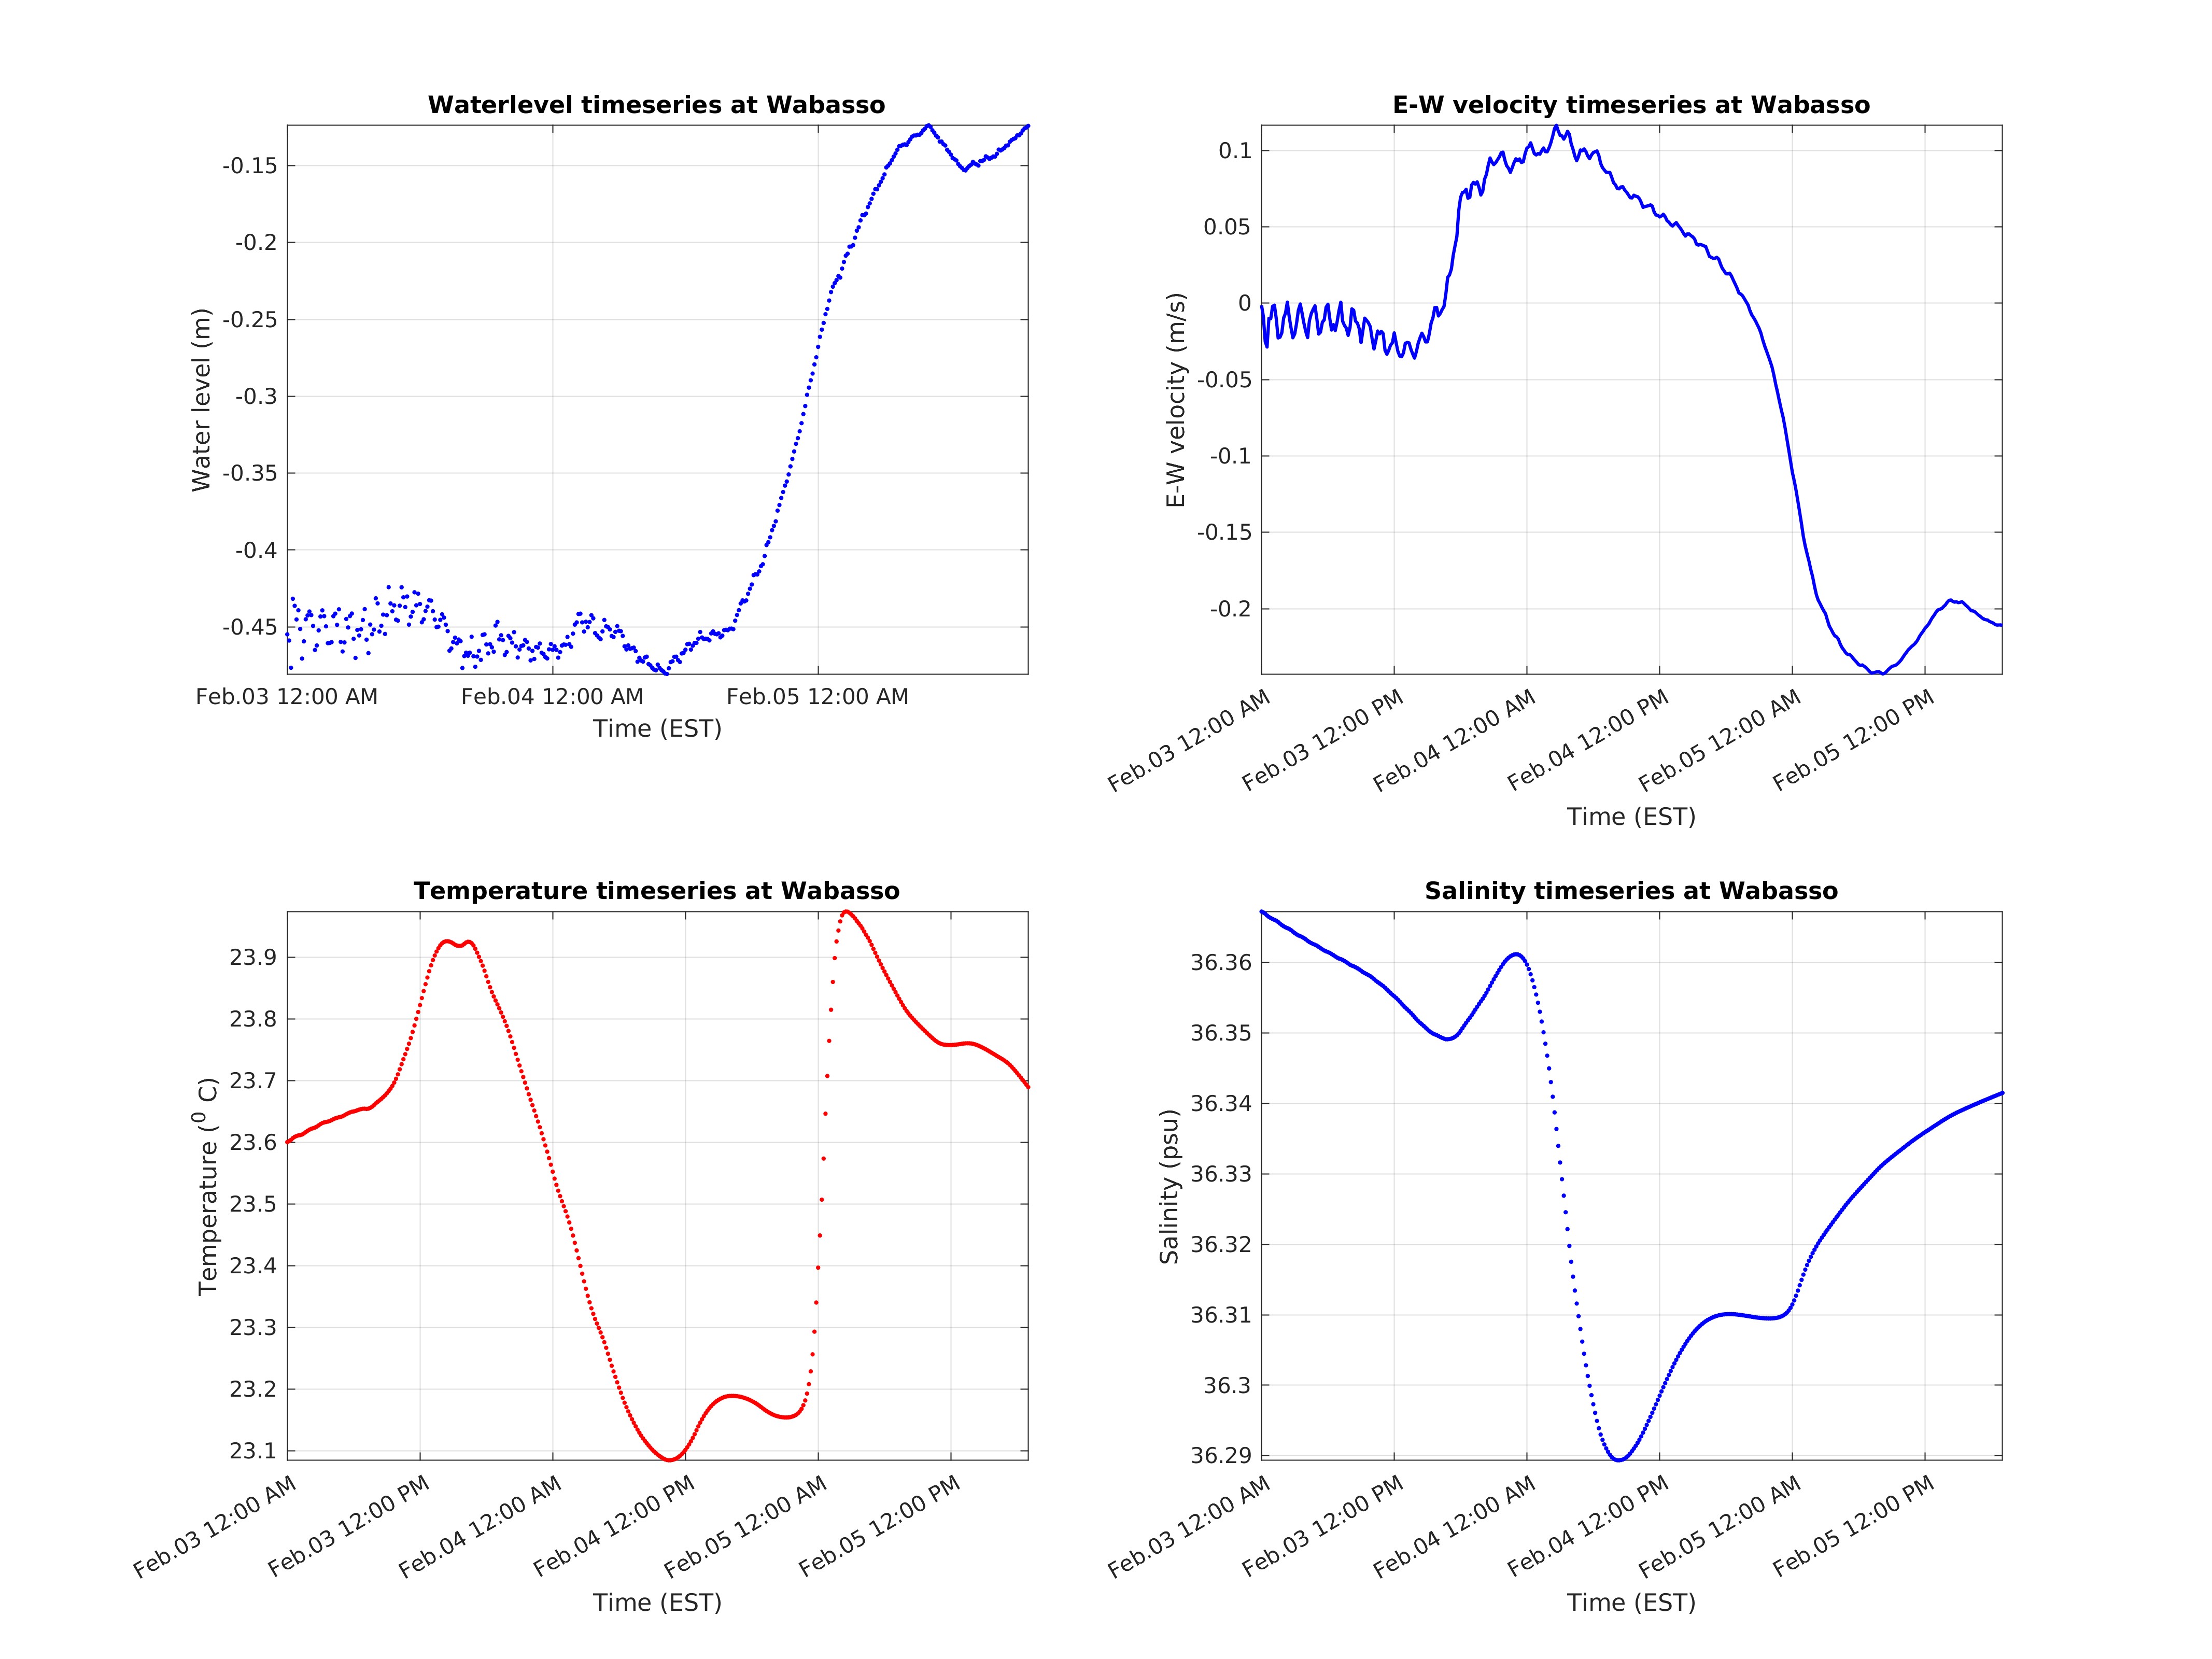 Waterlevel timeseries at Wabasso
-0.15
-0.2
-0.25
-0.3
-0.35
-0.4
-0.45
Water level (m)
Feb.03 12:00 AM Feb.04 12:00 AM Feb.05 12:00 AM
Time (EST)
E-W velocity timeseries at Wabasso
0.1
0.05
0
-0.05
-0.1
-0.15
-0.2
E-W velocity (m/s)
Feb.03 12:00 AM Feb.03 12:00 PM Feb.04 12:00 AM Feb.04 12:00 PM Feb.05 12:00 AM Feb.05 12:00 PM
Time (EST)
Temperature timeseries at Wabasso
23.9
23.8
23.7
23.6
23.5
23.4
23.3
23.2
23.1
Temperature (⁰ C)
Feb.03 12:00 AM Feb.03 12:00 PM Feb.04 12:00 AM Feb.04 12:00 PM Feb.05 12:00 AM Feb.05 12:00 PM
Time (EST)
Salinity timeseries at Wabasso
36.36
36.35
36.34
36.33
36.32
36.31
36.3
36.29
Salinity (psu)
Feb.03 12:00 AM Feb.03 12:00 PM Feb.04 12:00 AM Feb.04 12:00 PM Feb.05 12:00 AM Feb.05 12:00 PM
Time (EST)